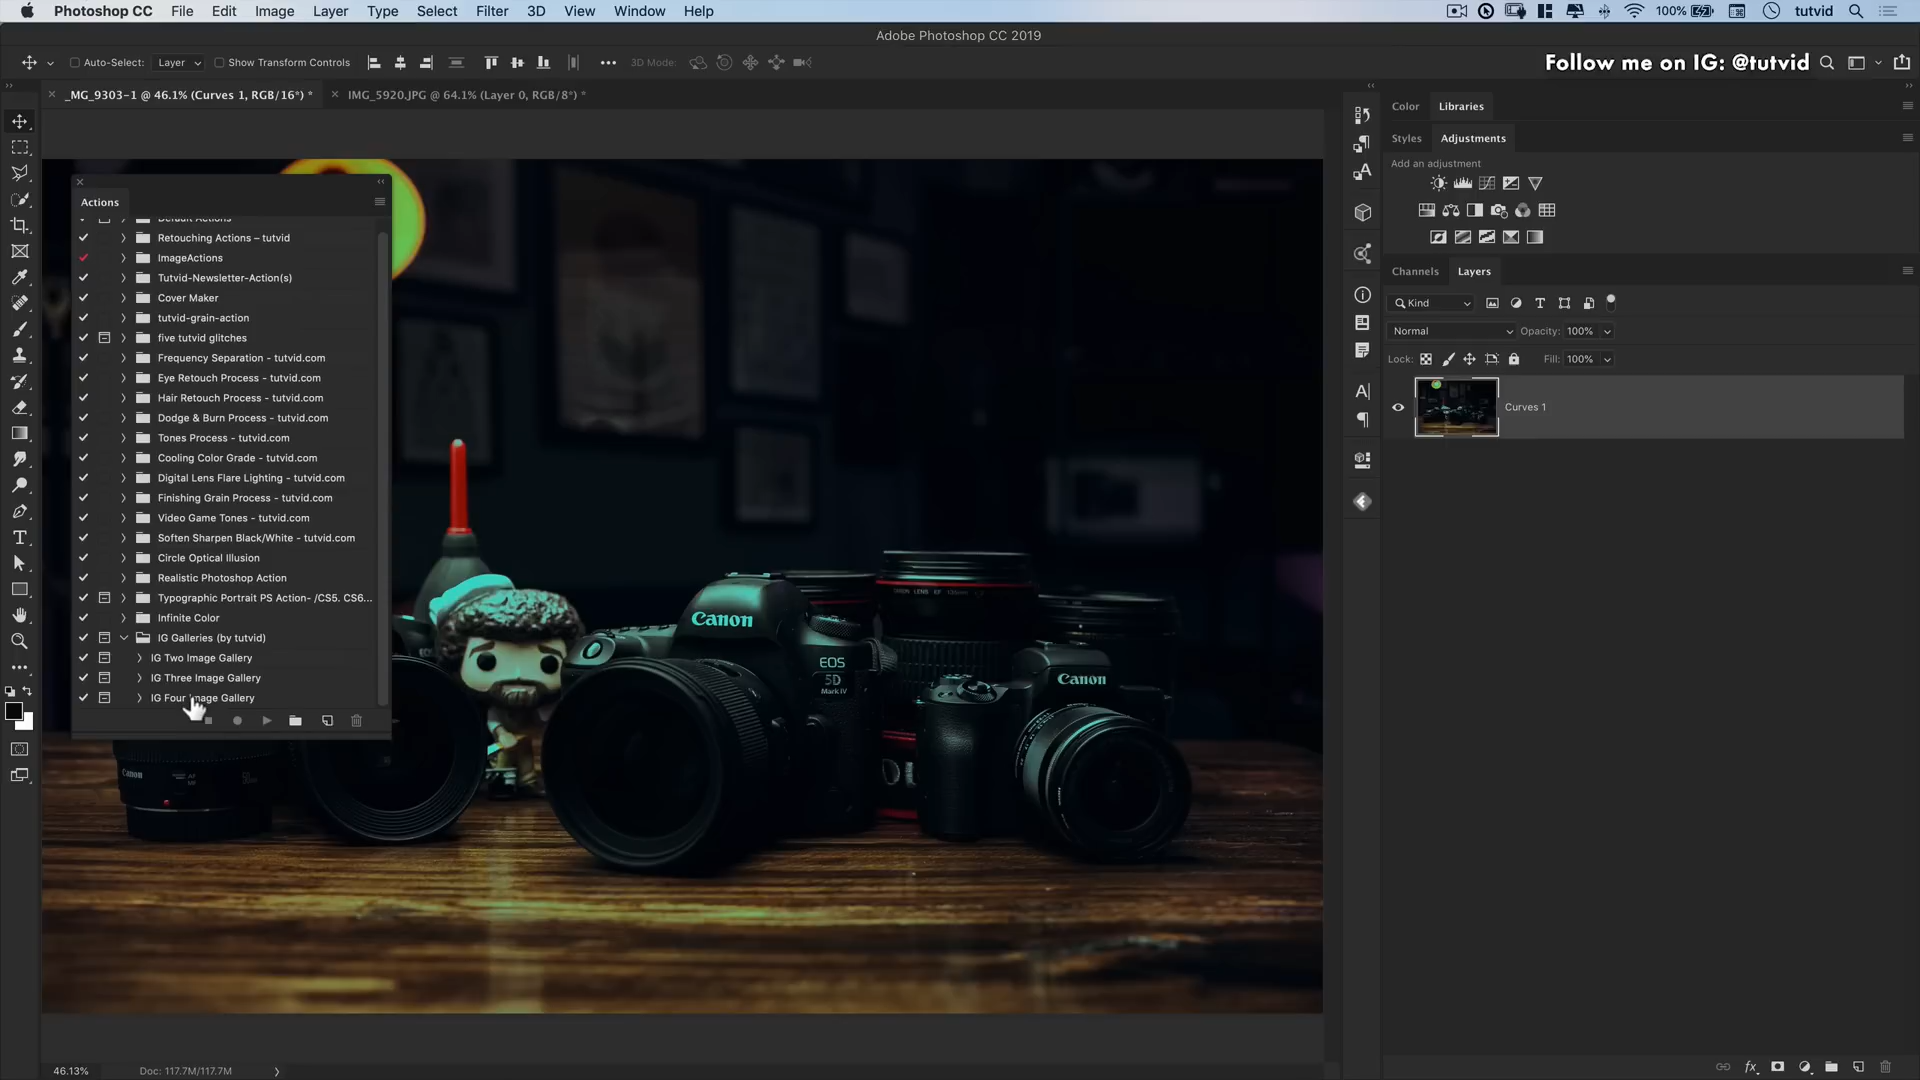 Photoshop CC File Edit Image Layer Type Select Filter 3D View Window Help 100% tutvid
Adobe Photoshop CC 2019
Auto-Select: Layer Show Transform Controls 3D Mode: Follow me on IG: @tutvid
_MG_9303-1 @ 46.1% (Curves 1, RGB/16*) * IMG_5920.JPG @ 64.1% (Layer 0, RGB/8*) *
Color Libraries
Styles Adjustments
Add an adjustment
Channels Layers
Kind
Normal Opacity: 100%
Lock: Fill: 100%
Curves 1
Actions
Default Actions
Retouching Actions – tutvid
ImageActions
Tutvid-Newsletter-Action(s)
Cover Maker
tutvid-grain-action
five tutvid glitches
Frequency Separation - tutvid.com
Eye Retouch Process - tutvid.com
Hair Retouch Process - tutvid.com
Dodge & Burn Process - tutvid.com
Tones Process - tutvid.com
Cooling Color Grade - tutvid.com
Digital Lens Flare Lighting - tutvid.com
Finishing Grain Process - tutvid.com
Video Game Tones - tutvid.com
Soften Sharpen Black/White - tutvid.com
Circle Optical Illusion
Realistic Photoshop Action
Typographic Portrait PS Action- /CS5. CS6...
Infinite Color
IG Galleries (by tutvid)
IG Two Image Gallery
IG Three Image Gallery
IG Four Image Gallery
Canon
EOS
5D
Mark IV
Canon
Canon
46.13% Doc: 117.7M/117.7M